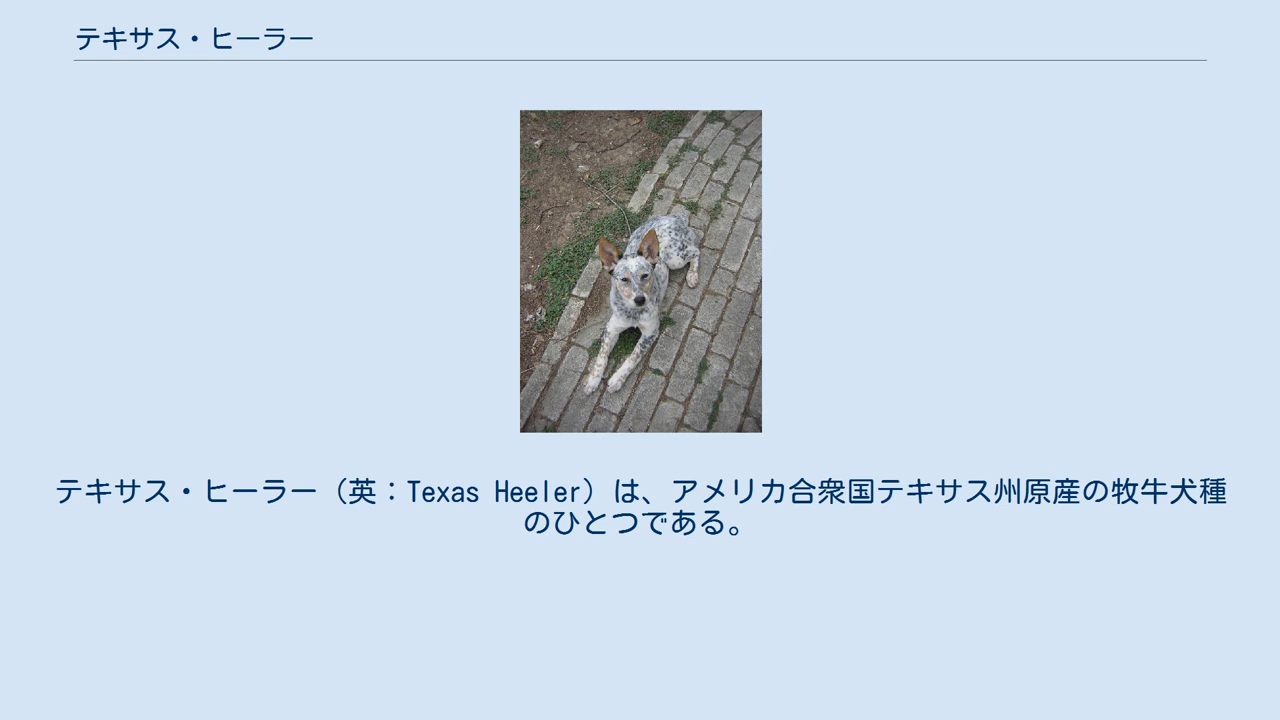 テキサス・ヒーラー
テキサス・ヒーラー（英：Texas Heeler）は、アメリカ合衆国テキサス州原産の牧牛犬種
のひとつである。